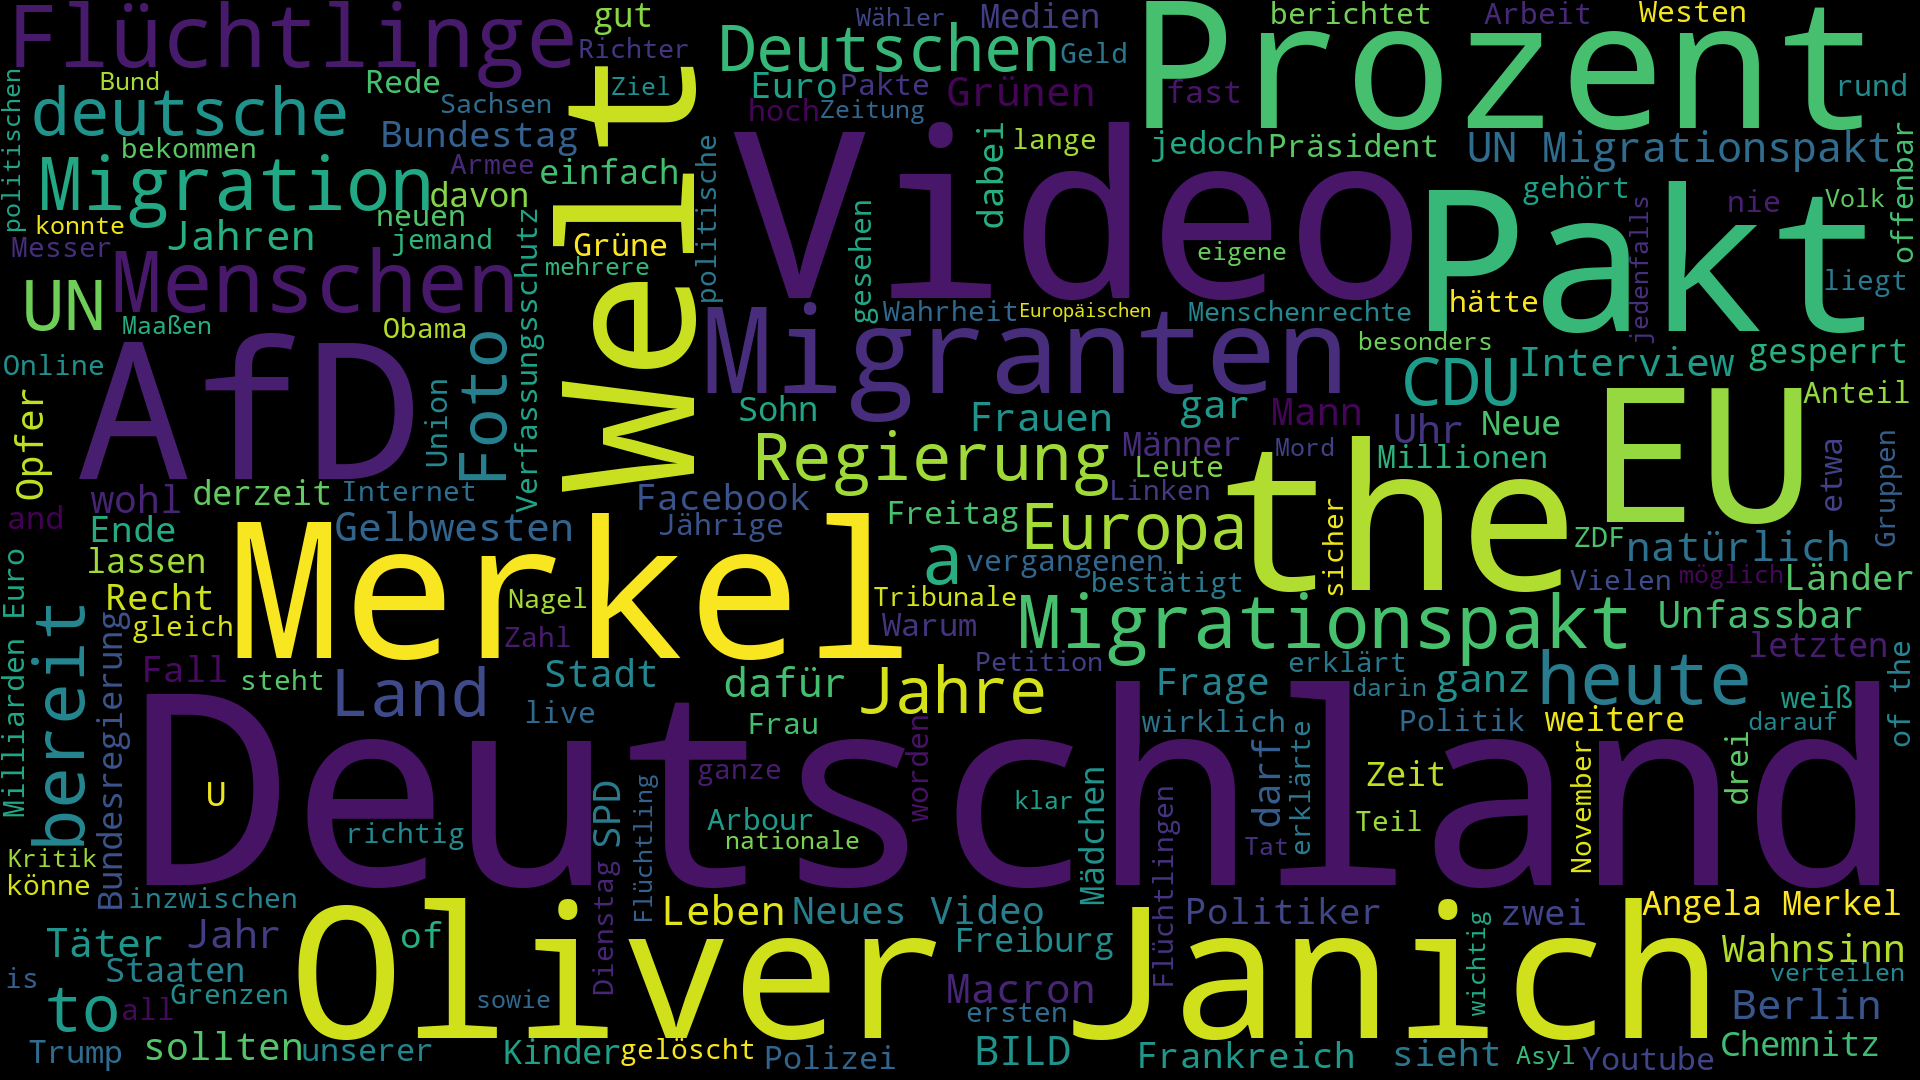 Flüchtlinge
gut
Wähler
Medien
Prozent
berichtet
Arbeit
Westen
Richter
Deutschen
Geld
politischen
Bund
Rede
Ziel
Euro
Pakte
Grünen
fast
rund
deutsche
Sachsen
hoch
Zeitung
Bundestag
bekommen
Armee
einfach
politische
Video
dabei
lange
jedoch
Präsident
UN Migrationspakt
offenbar
Migration
davon
Welt
gehört
nie
Volk
konnte
neuen
Messer
Jahren
jemand
Verfassungsschutz
Grüne
mehrere
gesehen
eigene
Pakt
jedenfalls
liegt
Menschen
UN
Maaßen
Obama
Wahrheit
Europäischen
Menschenrechte
hätte
Migranten
besonders
Online
AfD
Foto
CDU
Interview
gesperrt
Opfer
Union
Sohn
Frauen
gar
Mann
Uhr
Neue
EU
Anteil
Regierung
Männer
Mord
Leute
Millionen
etwa
Gruppen
wohl
derzeit
Internet
Facebook
Linken
the
and
Ende
Gelbwesten
Jährige
Freitag
Europa
sicher
ZDF
natürlich
lassen
Merkel
a
vergangenen
bestätigt
Vielen
möglich
Länder
Milliarden Euro
Recht
Nagel
Tribunale
Migrationspakt
Unfassbar
bereit
Bundesregierung
gleich
Zahl
Warum
letzten
Fall
steht
Land
Stadt
dafür
Jahre
Petition
Frage
erklärt
darin
ganz
heute
weiß
of the
live
Frau
wirklich
Politik
weitere
darauf
Deutschland
worden
darf
erklärte
ganze
Zeit
November
drei
U
SPD
Flüchtling
klar
Mädchen
Flüchtlingen
richtig
Arbour
nationale
Teil
Tat
Kritik
könne
Dienstag
inzwischen
Leben
Neues Video
Politiker
wichtig
zwei
Angela Merkel
Täter
Jahr
of
Oliver Janich
Freiburg
Wahnsinn
is
Staaten
verteilen
Grenzen
sowie
Macron
to
all
ersten
Berlin
Trump
sollten
unserer
Kinder
gelöscht
Polizei
BILD
Frankreich
sieht
Asyl
Youtube
Chemnitz